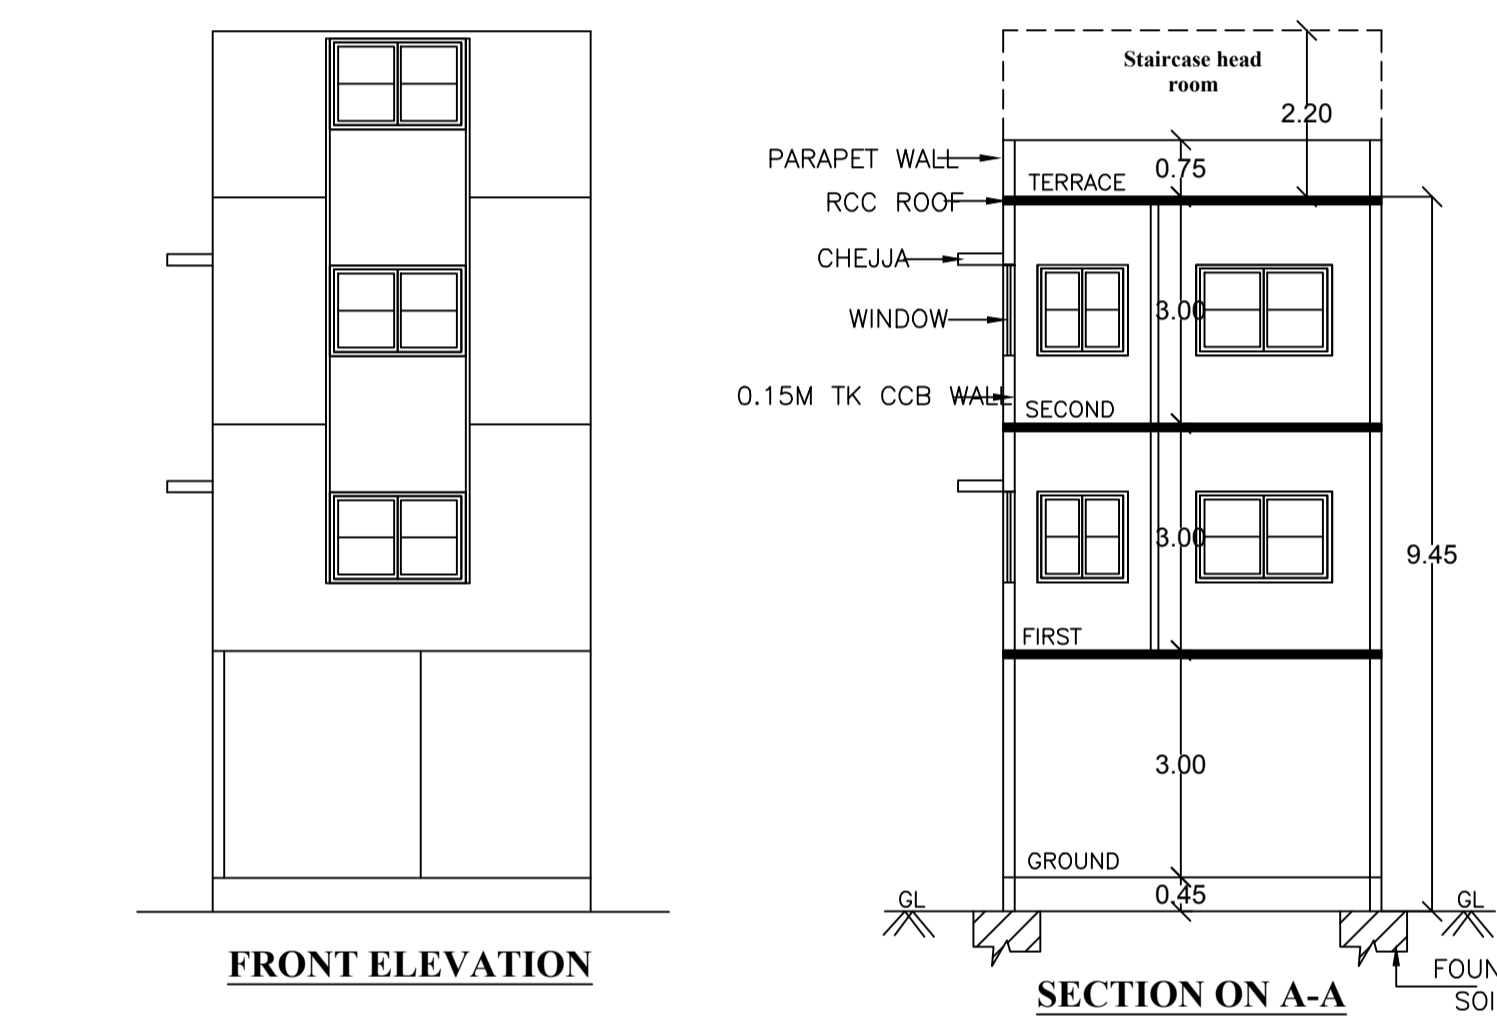 Staircase head
room
2.20
PARAPET WALL
0.75
TERRACE
RCC ROOF
CHEJJA
WINDOW
3.00
0.15M TK CCB WALL
SECOND
3.00
9.45
FIRST
3.00
GROUND
0.45
GL
GL
FRONT ELEVATION
FOUN
SOI
SECTION ON A-A